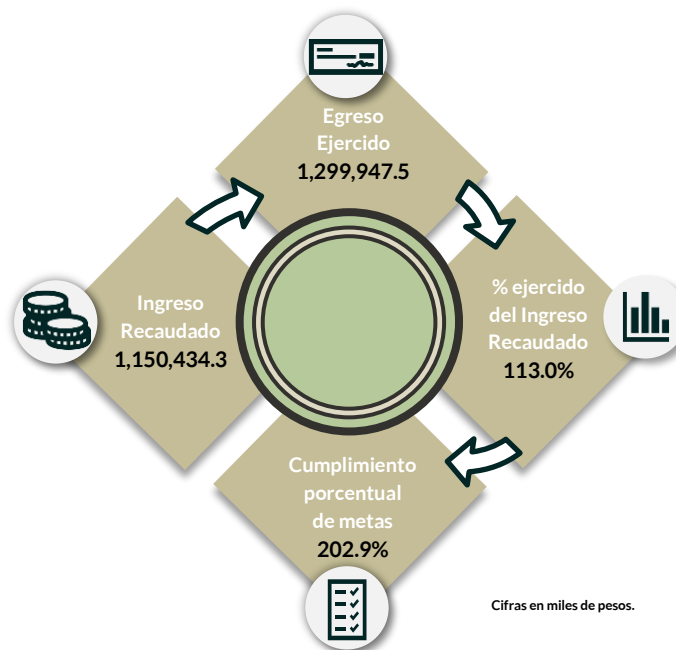 Egreso
Ejercido
1,299,947.5
Ingreso
Recaudado
1,150,434.3
% ejercido
del Ingreso
Recaudado
113.0%
Cumplimiento
porcentual
de metas
202.9%
Cifras en miles de pesos.